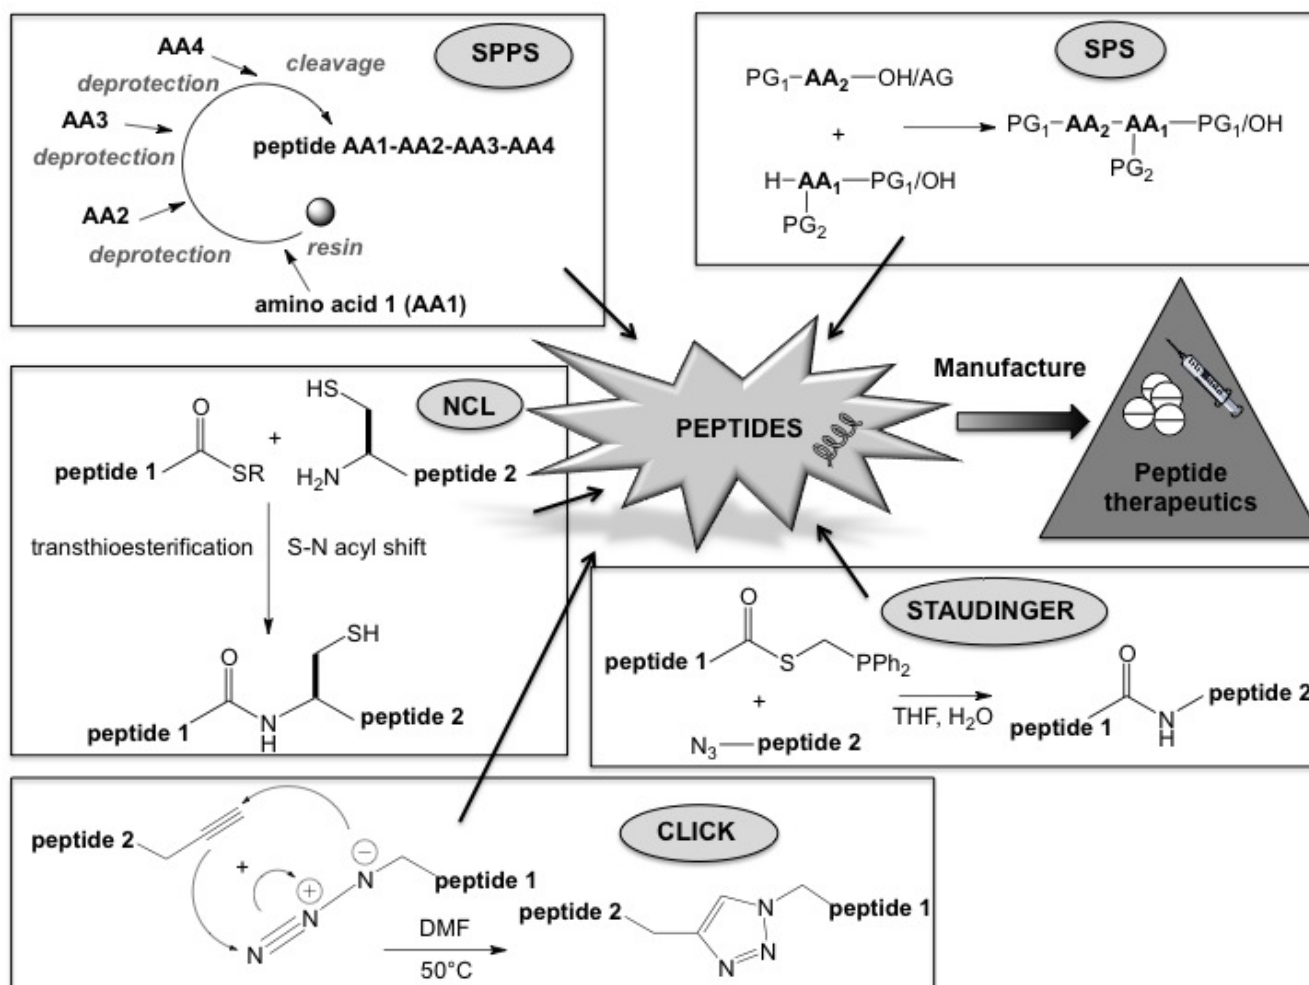 SPPS
AA4
cleavage
deprotection
AA3
deprotection
peptide AA1-AA2-AA3-AA4
AA2
deprotection
resin
amino acid 1 (AA1)
SPS
PG₁–AA₂—OH/AG
+
H–AA₁—PG₁/OH
PG₂
PG₁–AA₂–AA₁—PG₁/OH
PG₂
NCL
O
HS
+
peptide 1
SR
H₂N
peptide 2
transthioesterification
S-N acyl shift
O
SH
peptide 1
N
H
peptide 2
PEPTIDES
Manufacture
Peptide
therapeutics
STAUDINGER
O
peptide 1
S
PPh₂
+
N₃—peptide 2
THF, H₂O
O
peptide 1
N
H
peptide 2
CLICK
peptide 2
+
−
N
+
N
N
peptide 1
DMF
50°C
peptide 2
N
N
N
peptide 1